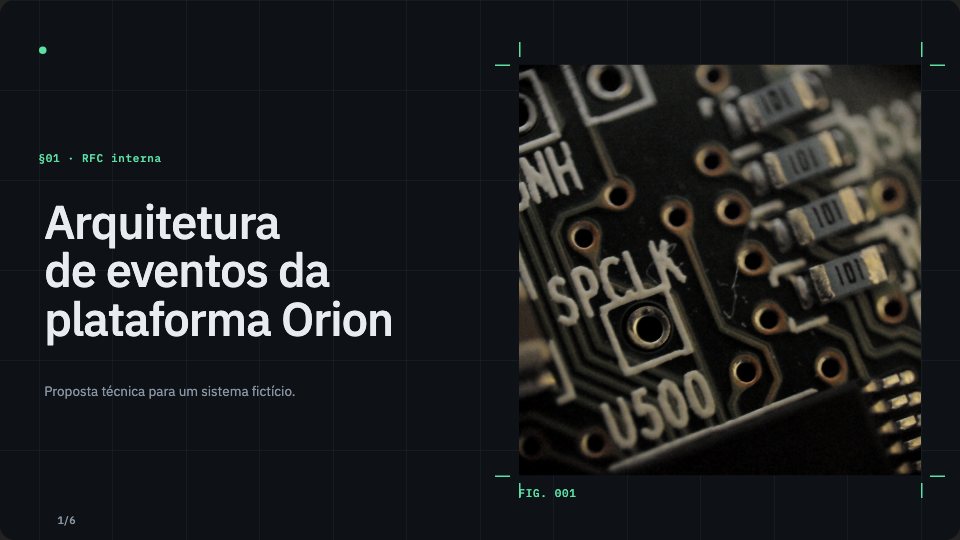 §01 · RFC interna
Arquitetura
de eventos da
plataforma Orion
Proposta técnica para um sistema fictício.
1/6
101
101
101
101
SPCLK
U500
FIG. 001